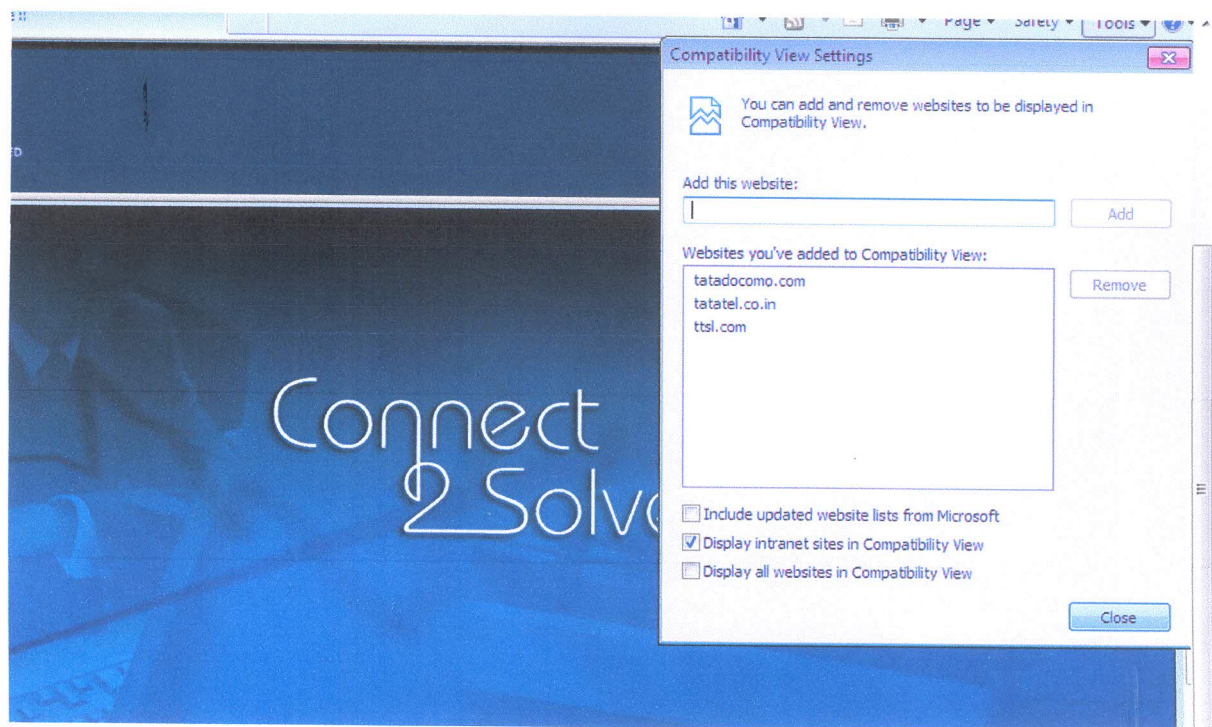 Page Safety Tools
Compatibility View Settings
You can add and remove websites to be displayed in
Compatibility View.
ED
Add this website:
Add
Websites you've added to Compatibility View:
tatadocomo.com
Remove
tatatel.co.in
ttsl.com
Connect
2 Solve
Include updated website lists from Microsoft
Display intranet sites in Compatibility View
Display all websites in Compatibility View
Close